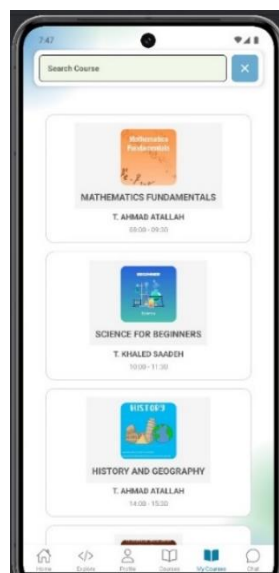 7:47
Search Course
Mathematics
Fundamentals
MATHEMATICS FUNDAMENTALS
T. AHMAD ATALLAH
08:00 - 09:30
Science
SCIENCE FOR BEGINNERS
T. KHALED SAADEH
10:00 - 11:30
HISTORY
HISTORY AND GEOGRAPHY
T. AHMAD ATALLAH
14:00 - 15:30
Home
Explore
Profile
Courses
My Courses
Chat